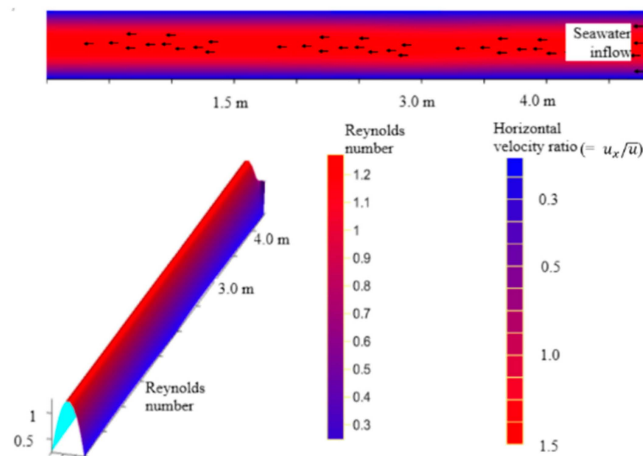 Seawater
inflow
1.5 m
3.0 m
4.0 m
Reynolds
number
Horizontal
velocity ratio (= u_x/u̅)
1.2
1.1
1
0.9
0.8
0.7
0.6
0.5
0.4
0.3
0.3
0.5
1.0
1.5
4.0 m
3.0 m
Reynolds
number
1
0.5